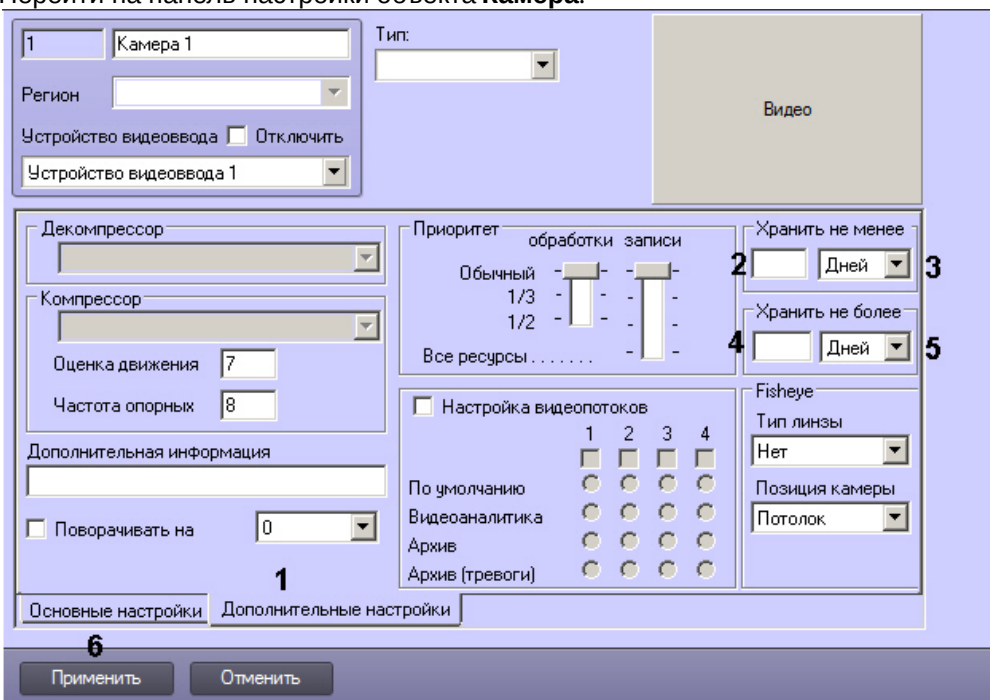 Перейти на панель настройки объекта Камера.
1 Камера 1
Тип:
Регион
Видео
Устройство видеоввода Отключить
Устройство видеоввода 1
Декомпрессор
Компрессор
Оценка движения 7
Частота опорных 8
Дополнительная информация
Поворачивать на 0
Приоритет
обработки записи
Обычный
1/3
1/2
Все ресурсы . . . . . . .
Хранить не менее
2 Дней 3
Хранить не более
4 Дней 5
Настройка видеопотоков
1 2 3 4
По умолчанию
Видеоаналитика
Архив
Архив (тревоги)
Fisheye
Тип линзы
Нет
Позиция камеры
Потолок
1
Основные настройки Дополнительные настройки
6
Применить Отменить